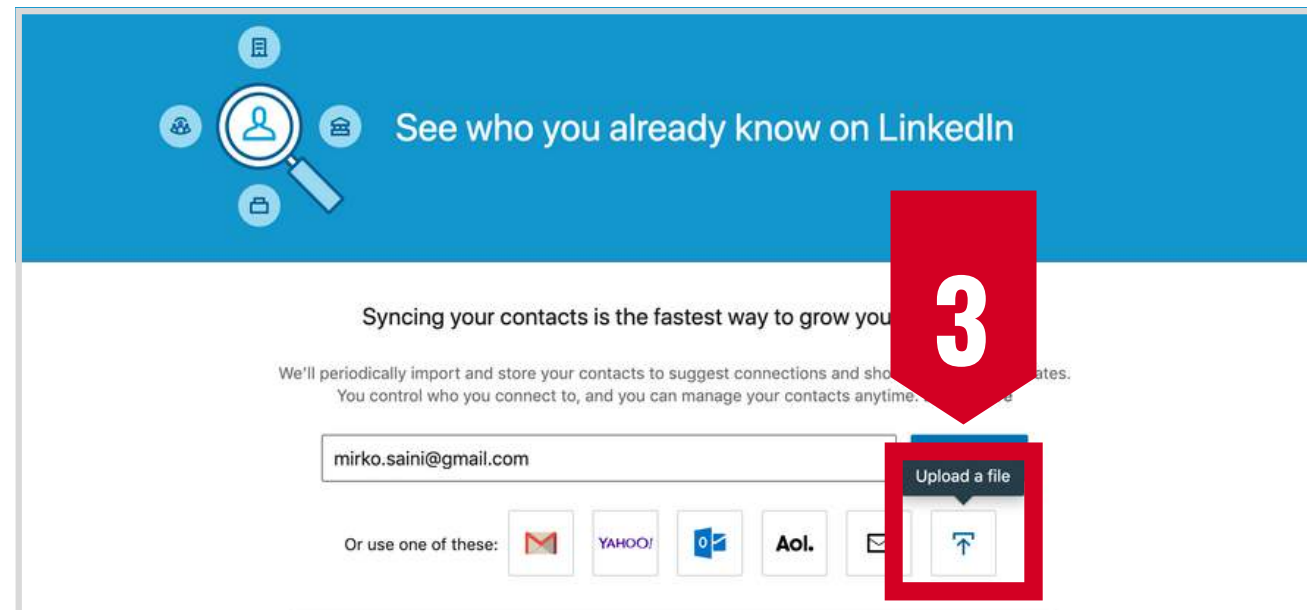 See who you already know on LinkedIn
3
Syncing your contacts is the fastest way to grow
We'll periodically import and store your contacts to suggest connections and
You control who you connect to, and you can manage your contacts anytime.
mirko.saini@gmail.com
Upload a file
Or use one of these:
YAHOO!
Aol.